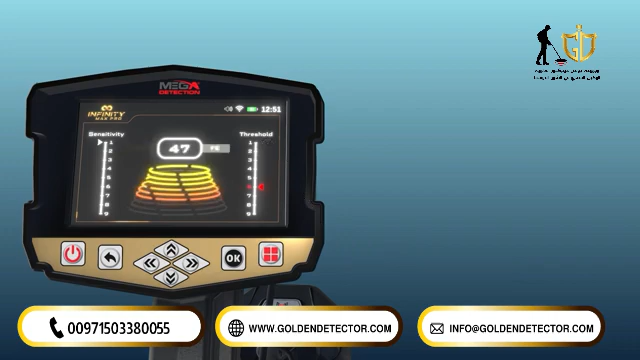 MEGA
DETECTION
INFINITY
MAX PRO
12:51
Sensitivity
Threshold
1
2
3
4
5
6
7
8
9
47
FE
1
2
3
4
5
6
7
8
9
OK
00971503380055
WWW.GOLDENDETECTOR.COM
INFO@GOLDENDETECTOR.COM